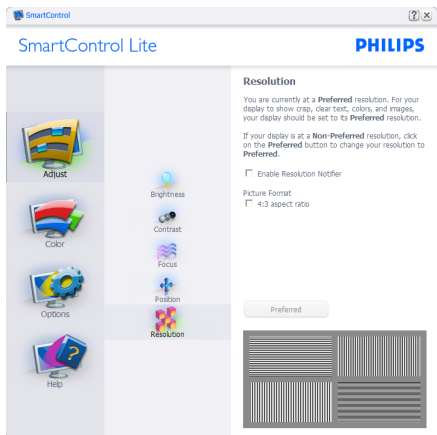 SmartControl
SmartControl Lite
PHILIPS
Adjust
Color
Options
Help
Brightness
Contrast
Focus
Position
Resolution
Resolution
You are currently at a Preferred resolution. For your
display to show crisp, clear text, colors, and images,
your display should be set to its Preferred resolution.
If your display is at a Non-Preferred resolution, click
on the Preferred button to change your resolution to
Preferred.
Enable Resolution Notifier
Picture Format
4:3 aspect ratio
Preferred